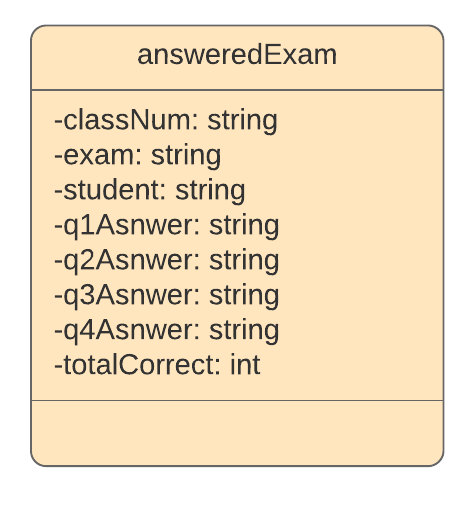 answeredExam
-classNum: string
-exam: string
-student: string
-q1Asnwer: string
-q2Asnwer: string
-q3Asnwer: string
-q4Asnwer: string
-totalCorrect: int